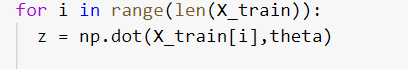 for i in range(len(X_train)):
  z = np.dot(X_train[i],theta)